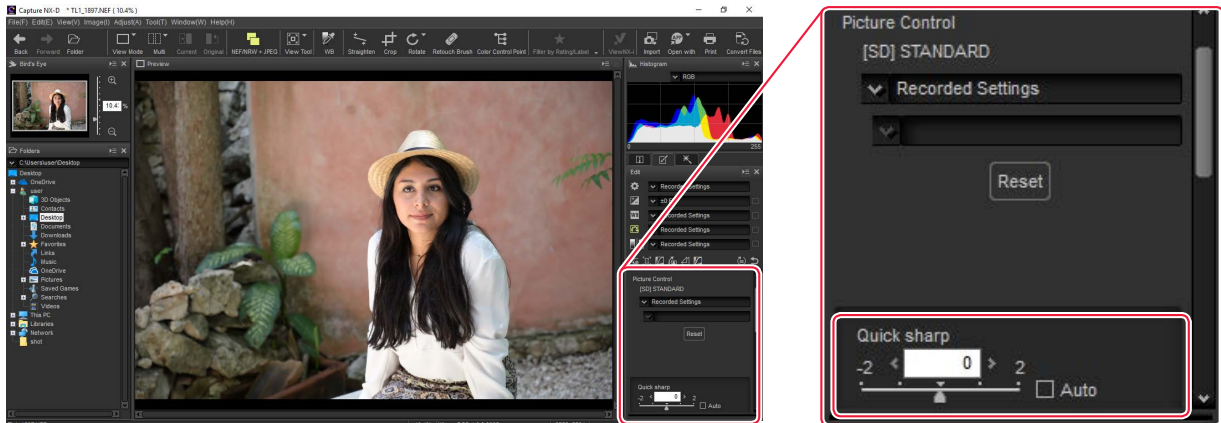 Capture NX-D * TL1_1897.NEF ( 10.4% )
File(F) Edit(E) View(V) Image(I) Adjust(A) Tool(T) Window(W) Help(H)
Back Forward Folder View Mode Multi Current Original NEF/NRW + JPEG View Tool WB Straighten Crop Rotate Retouch Brush Color Control Point Filter by Rating/Label ViewNX-i Import Open with Print Convert Files
Bird's Eye
10.4 %
Folders
C:\Users\user\Desktop
Desktop
OneDrive
user
3D Objects
Contacts
Desktop
Documents
Downloads
Favorites
Links
Music
OneDrive
Pictures
Saved Games
Searches
Videos
This PC
Libraries
Network
shot
Preview
Histogram
RGB
0 255
Edit
Recorded Settings
±0
Recorded Settings
Recorded Settings
Recorded Settings
Picture Control
[SD] STANDARD
Recorded Settings
Reset
Quick sharp
-2 0 2
Auto
Picture Control
[SD] STANDARD
Recorded Settings
Reset
Quick sharp
-2 0 2
Auto